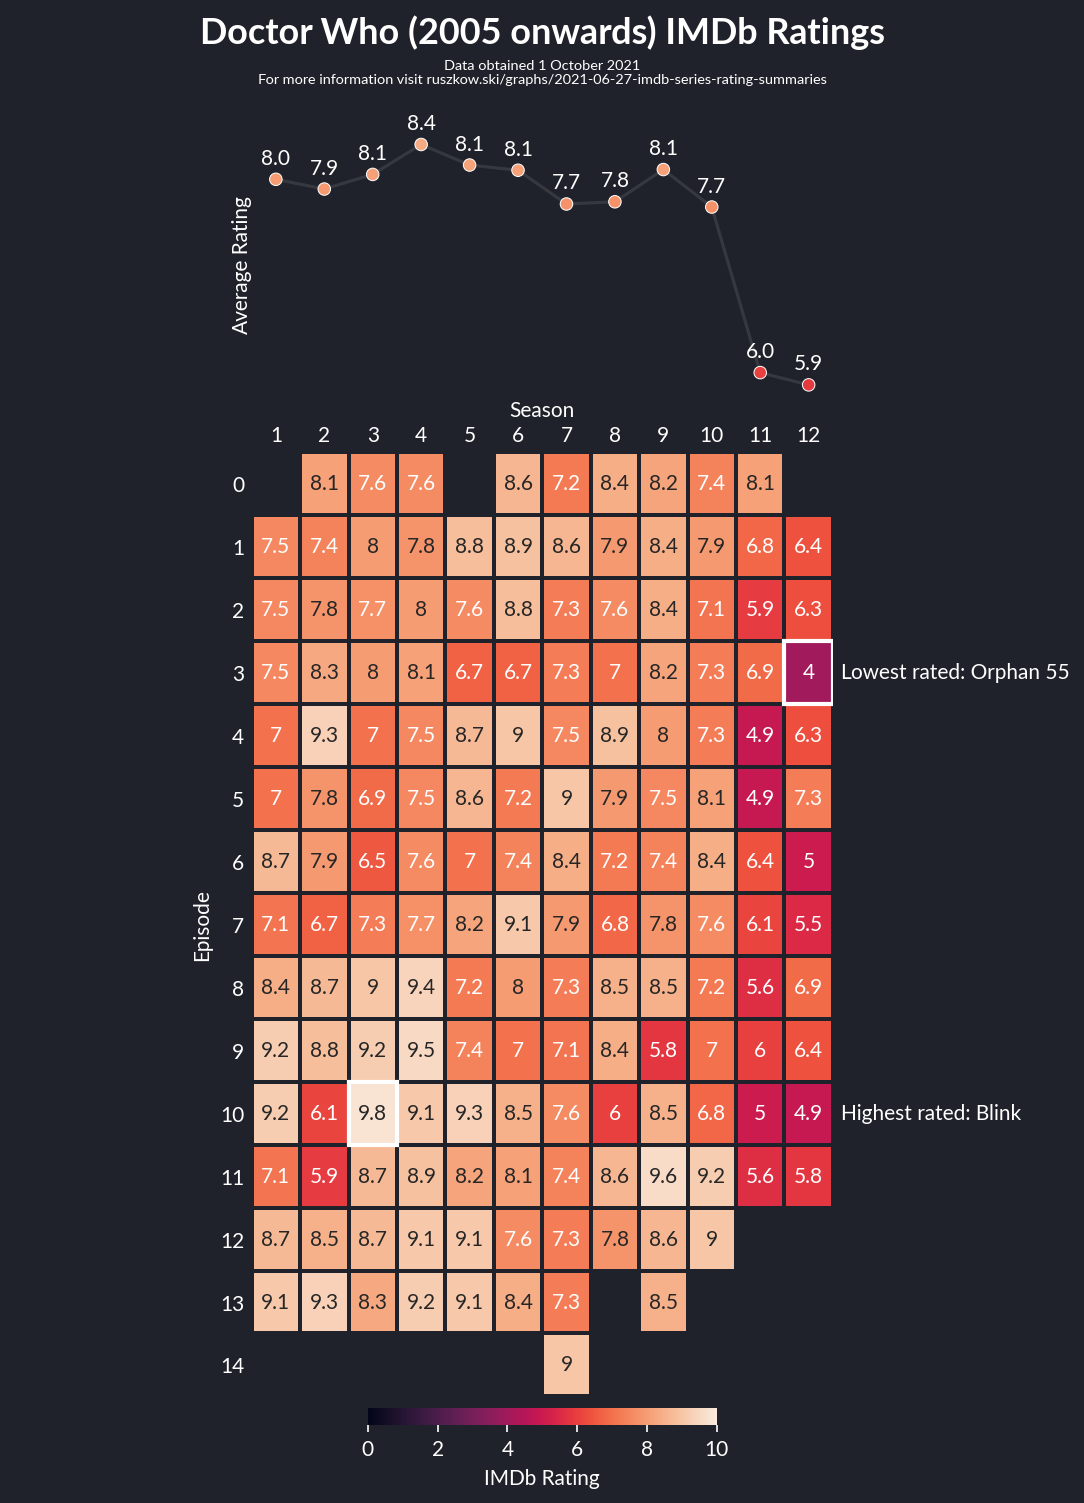 Doctor Who (2005 onwards) IMDb Ratings
Data obtained 1 October 2021
For more information visit ruszkow.ski/graphs/2021-06-27-imdb-series-rating-summaries
8.0 7.9 8.1 8.4 8.1 8.1 7.7 7.8 8.1 7.7 6.0 5.9
Average Rating
Season
1 2 3 4 5 6 7 8 9 10 11 12
0 8.1 7.6 7.6 8.6 7.2 8.4 8.2 7.4 8.1
1 7.5 7.4 8 7.8 8.8 8.9 8.6 7.9 8.4 7.9 6.8 6.4
2 7.5 7.8 7.7 8 7.6 8.8 7.3 7.6 8.4 7.1 5.9 6.3
3 7.5 8.3 8 8.1 6.7 6.7 7.3 7 8.2 7.3 6.9 4 Lowest rated: Orphan 55
4 7 9.3 7 7.5 8.7 9 7.5 8.9 8 7.3 4.9 6.3
5 7 7.8 6.9 7.5 8.6 7.2 9 7.9 7.5 8.1 4.9 7.3
6 8.7 7.9 6.5 7.6 7 7.4 8.4 7.2 7.4 8.4 6.4 5
Episode
7 7.1 6.7 7.3 7.7 8.2 9.1 7.9 6.8 7.8 7.6 6.1 5.5
8 8.4 8.7 9 9.4 7.2 8 7.3 8.5 8.5 7.2 5.6 6.9
9 9.2 8.8 9.2 9.5 7.4 7 7.1 8.4 5.8 7 6 6.4
10 9.2 6.1 9.8 9.1 9.3 8.5 7.6 6 8.5 6.8 5 4.9 Highest rated: Blink
11 7.1 5.9 8.7 8.9 8.2 8.1 7.4 8.6 9.6 9.2 5.6 5.8
12 8.7 8.5 8.7 9.1 9.1 7.6 7.3 7.8 8.6 9
13 9.1 9.3 8.3 9.2 9.1 8.4 7.3 8.5
14 9
0 2 4 6 8 10
IMDb Rating